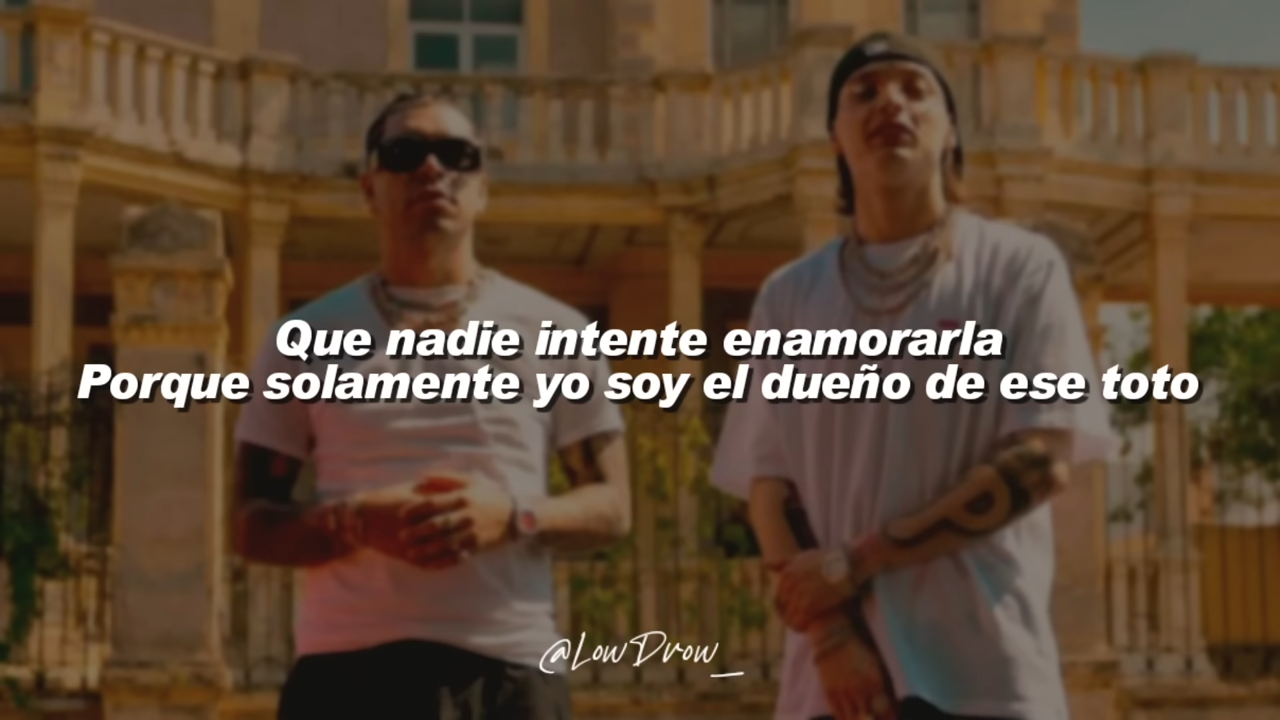 Que nadie intente enamorarla
Porque solamente yo soy el dueño de ese toto
@LowDrow_